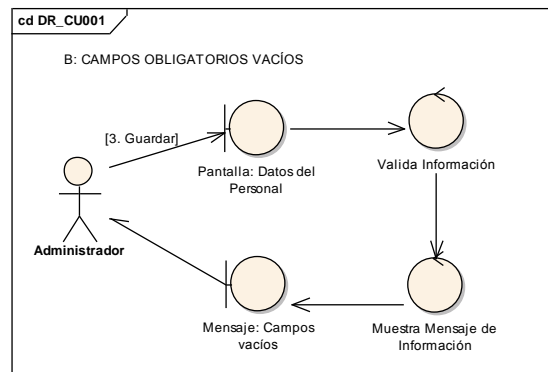 cd DR_CU001
B: CAMPOS OBLIGATORIOS VACÍOS
[3. Guardar]
Pantalla: Datos del
Personal
Valida Información
Administrador
Mensaje: Campos
vacíos
Muestra Mensaje de
Información